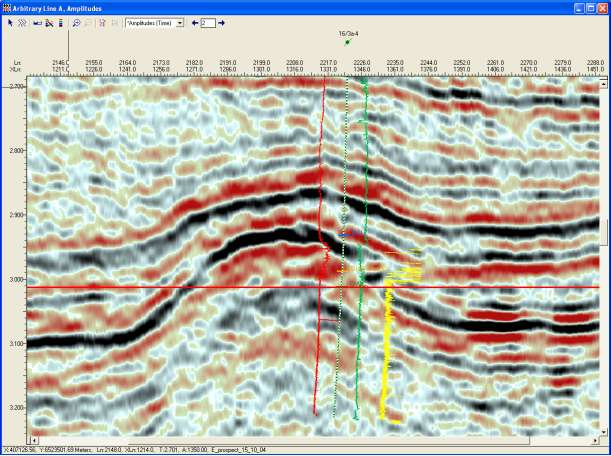 Arbitrary Line A, Amplitudes
*Amplitudes (Time) 2
16/3a-4
Ln: 2146.0 2155.0 2164.0 2173.0 2182.0 2191.0 2199.0 2208.0 2217.0 2226.0 2235.0 2244.0 2252.0 2261.0 2270.0 2279.0 2288.0
XLn: 1211.0 1226.0 1241.0 1256.0 1271.0 1286.0 1301.0 1316.0 1331.0 1346.0 1361.0 1376.0 1391.0 1406.0 1421.0 1436.0 1451.0
2.700
2.800
2.900
3.000
3.100
3.200
X:407126.56, Y:6523501.69 Meters, Ln:2148.0, XLn:1214.0, T:2.701, A:1350.00, E_prospect_15_10_04